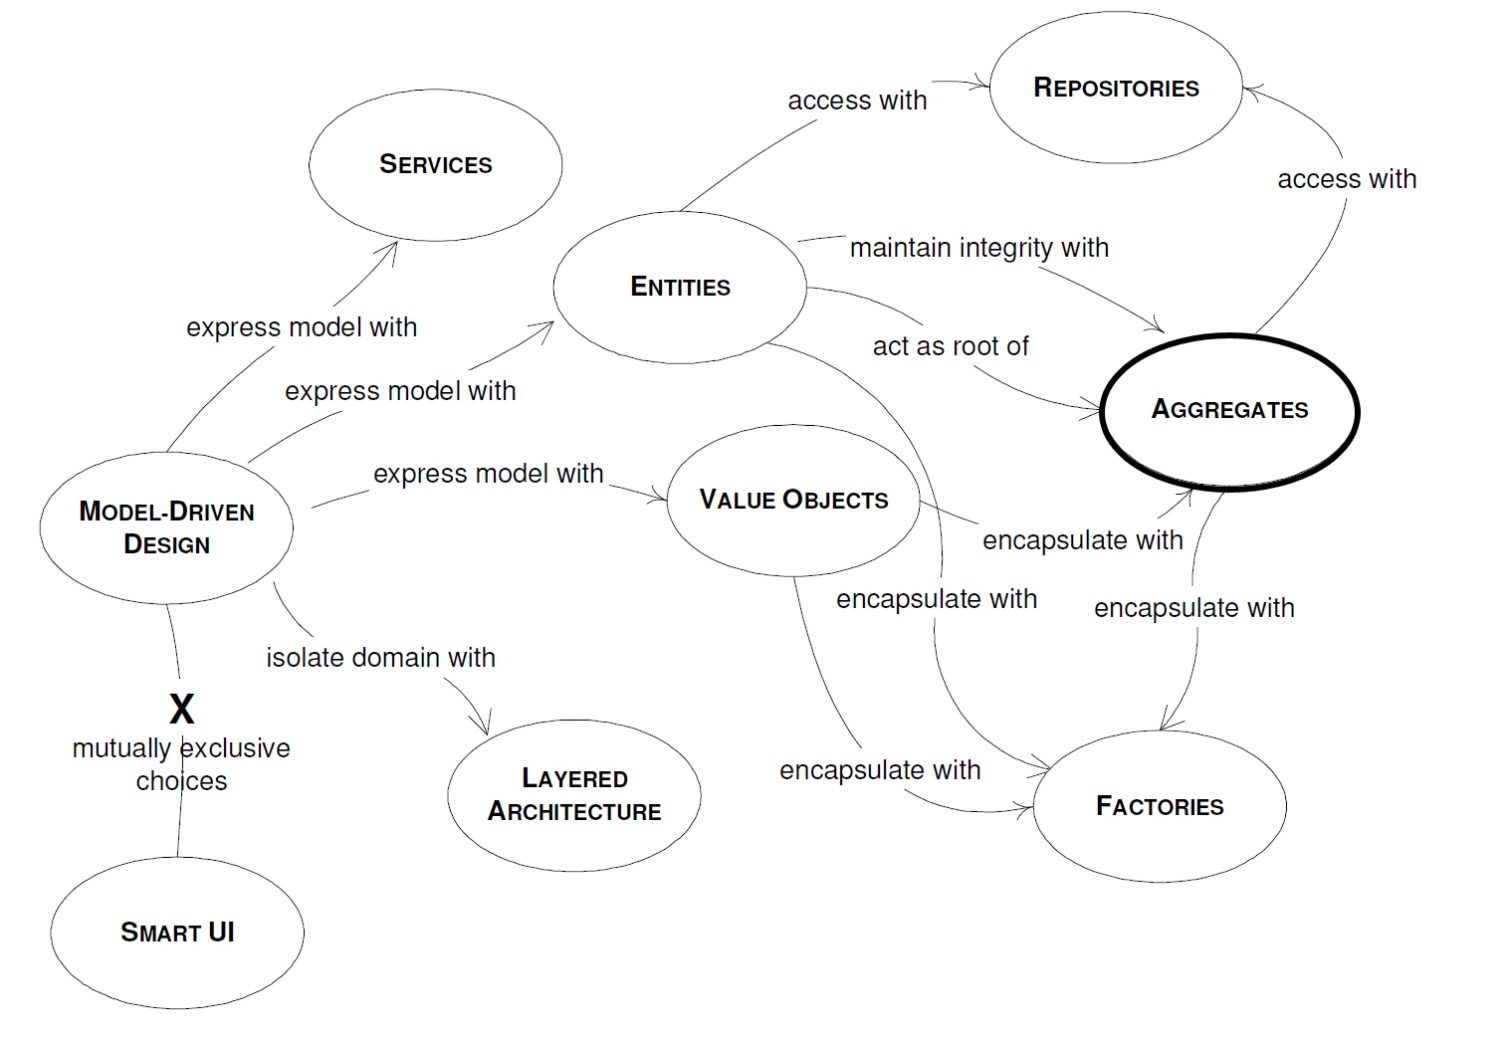 REPOSITORIES
access with
SERVICES
access with
maintain integrity with
ENTITIES
express model with
act as root of
express model with
AGGREGATES
express model with
VALUE OBJECTS
MODEL-DRIVEN
DESIGN
encapsulate with
encapsulate with
encapsulate with
isolate domain with
X
mutually exclusive
choices
encapsulate with
LAYERED
ARCHITECTURE
FACTORIES
SMART UI